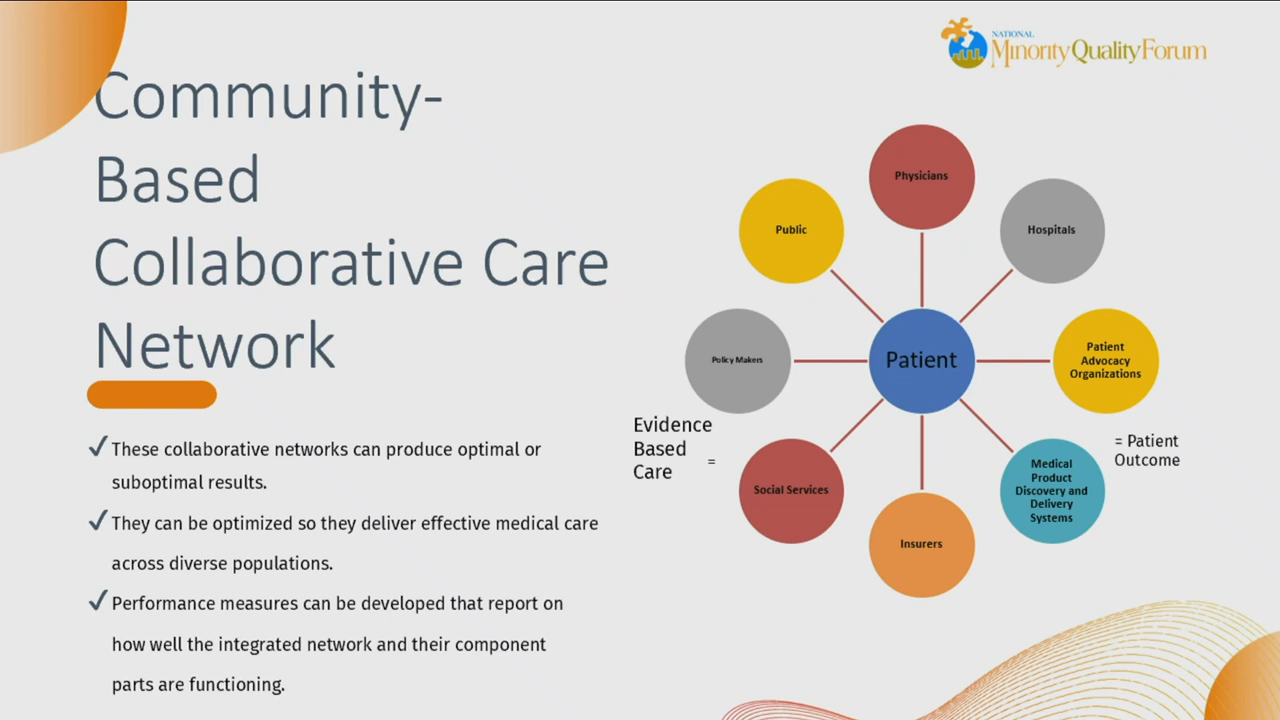 NATIONAL
Minority Quality Forum
Community-
Based
Collaborative Care
Network
✓ These collaborative networks can produce optimal or
suboptimal results.
✓ They can be optimized so they deliver effective medical care
across diverse populations.
✓ Performance measures can be developed that report on
how well the integrated network and their component
parts are functioning.
Physicians
Public
Hospitals
Policy Makers
Patient
Patient
Advocacy
Organizations
Evidence
Based
Care =
= Patient
Outcome
Social Services
Medical
Product
Discovery and
Delivery
Systems
Insurers